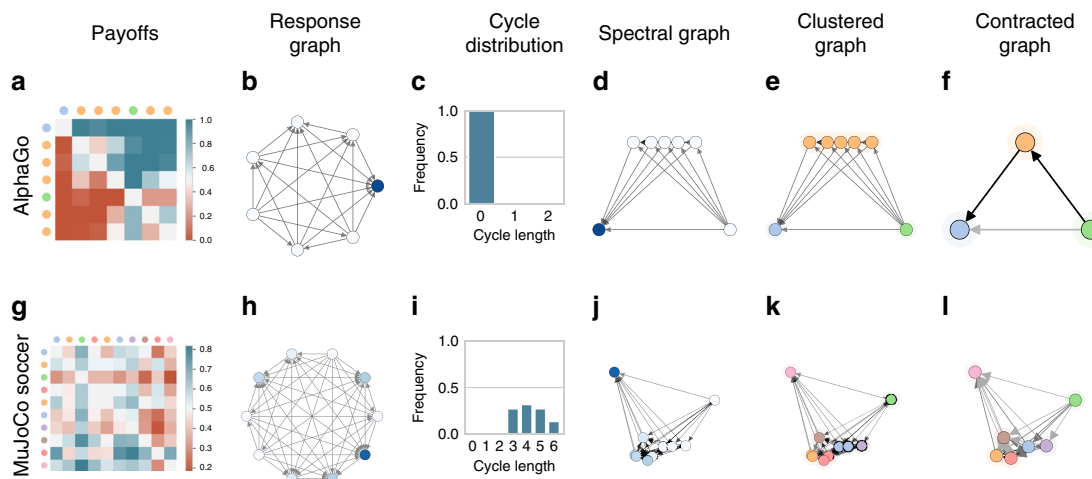 Payoffs
Response
graph
Cycle
distribution
Spectral graph
Clustered
graph
Contracted
graph
a
b
c
d
e
f
AlphaGo
1.0
0.8
0.6
0.4
0.2
0.0
Frequency
1.0
0.5
0.0
0 1 2
Cycle length
g
h
i
j
k
l
MuJoCo soccer
0.8
0.7
0.6
0.5
0.4
0.3
0.2
Frequency
1.0
0.5
0.0
0 1 2 3 4 5 6
Cycle length